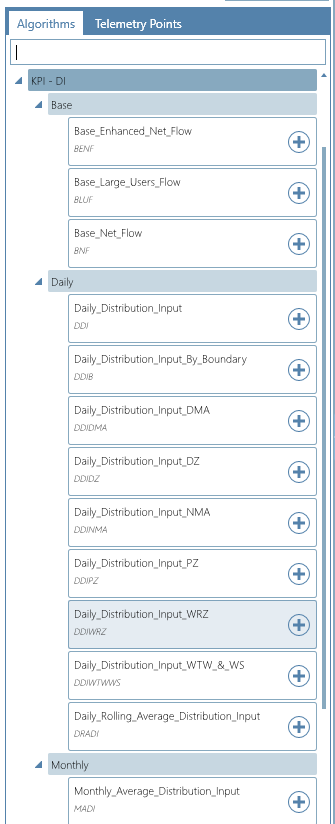 Algorithms
Telemetry Points
KPI - DI
Base
Base_Enhanced_Net_Flow
BENF
Base_Large_Users_Flow
BLUF
Base_Net_Flow
BNF
Daily
Daily_Distribution_Input
DDI
Daily_Distribution_Input_By_Boundary
DDIB
Daily_Distribution_Input_DMA
DDIDMA
Daily_Distribution_Input_DZ
DDIDZ
Daily_Distribution_Input_NMA
DDINMA
Daily_Distribution_Input_PZ
DDIPZ
Daily_Distribution_Input_WRZ
DDIWRZ
Daily_Distribution_Input_WTW_&_WS
DDIWTWWS
Daily_Rolling_Average_Distribution_Input
DRADI
Monthly
Monthly_Average_Distribution_Input
MADI